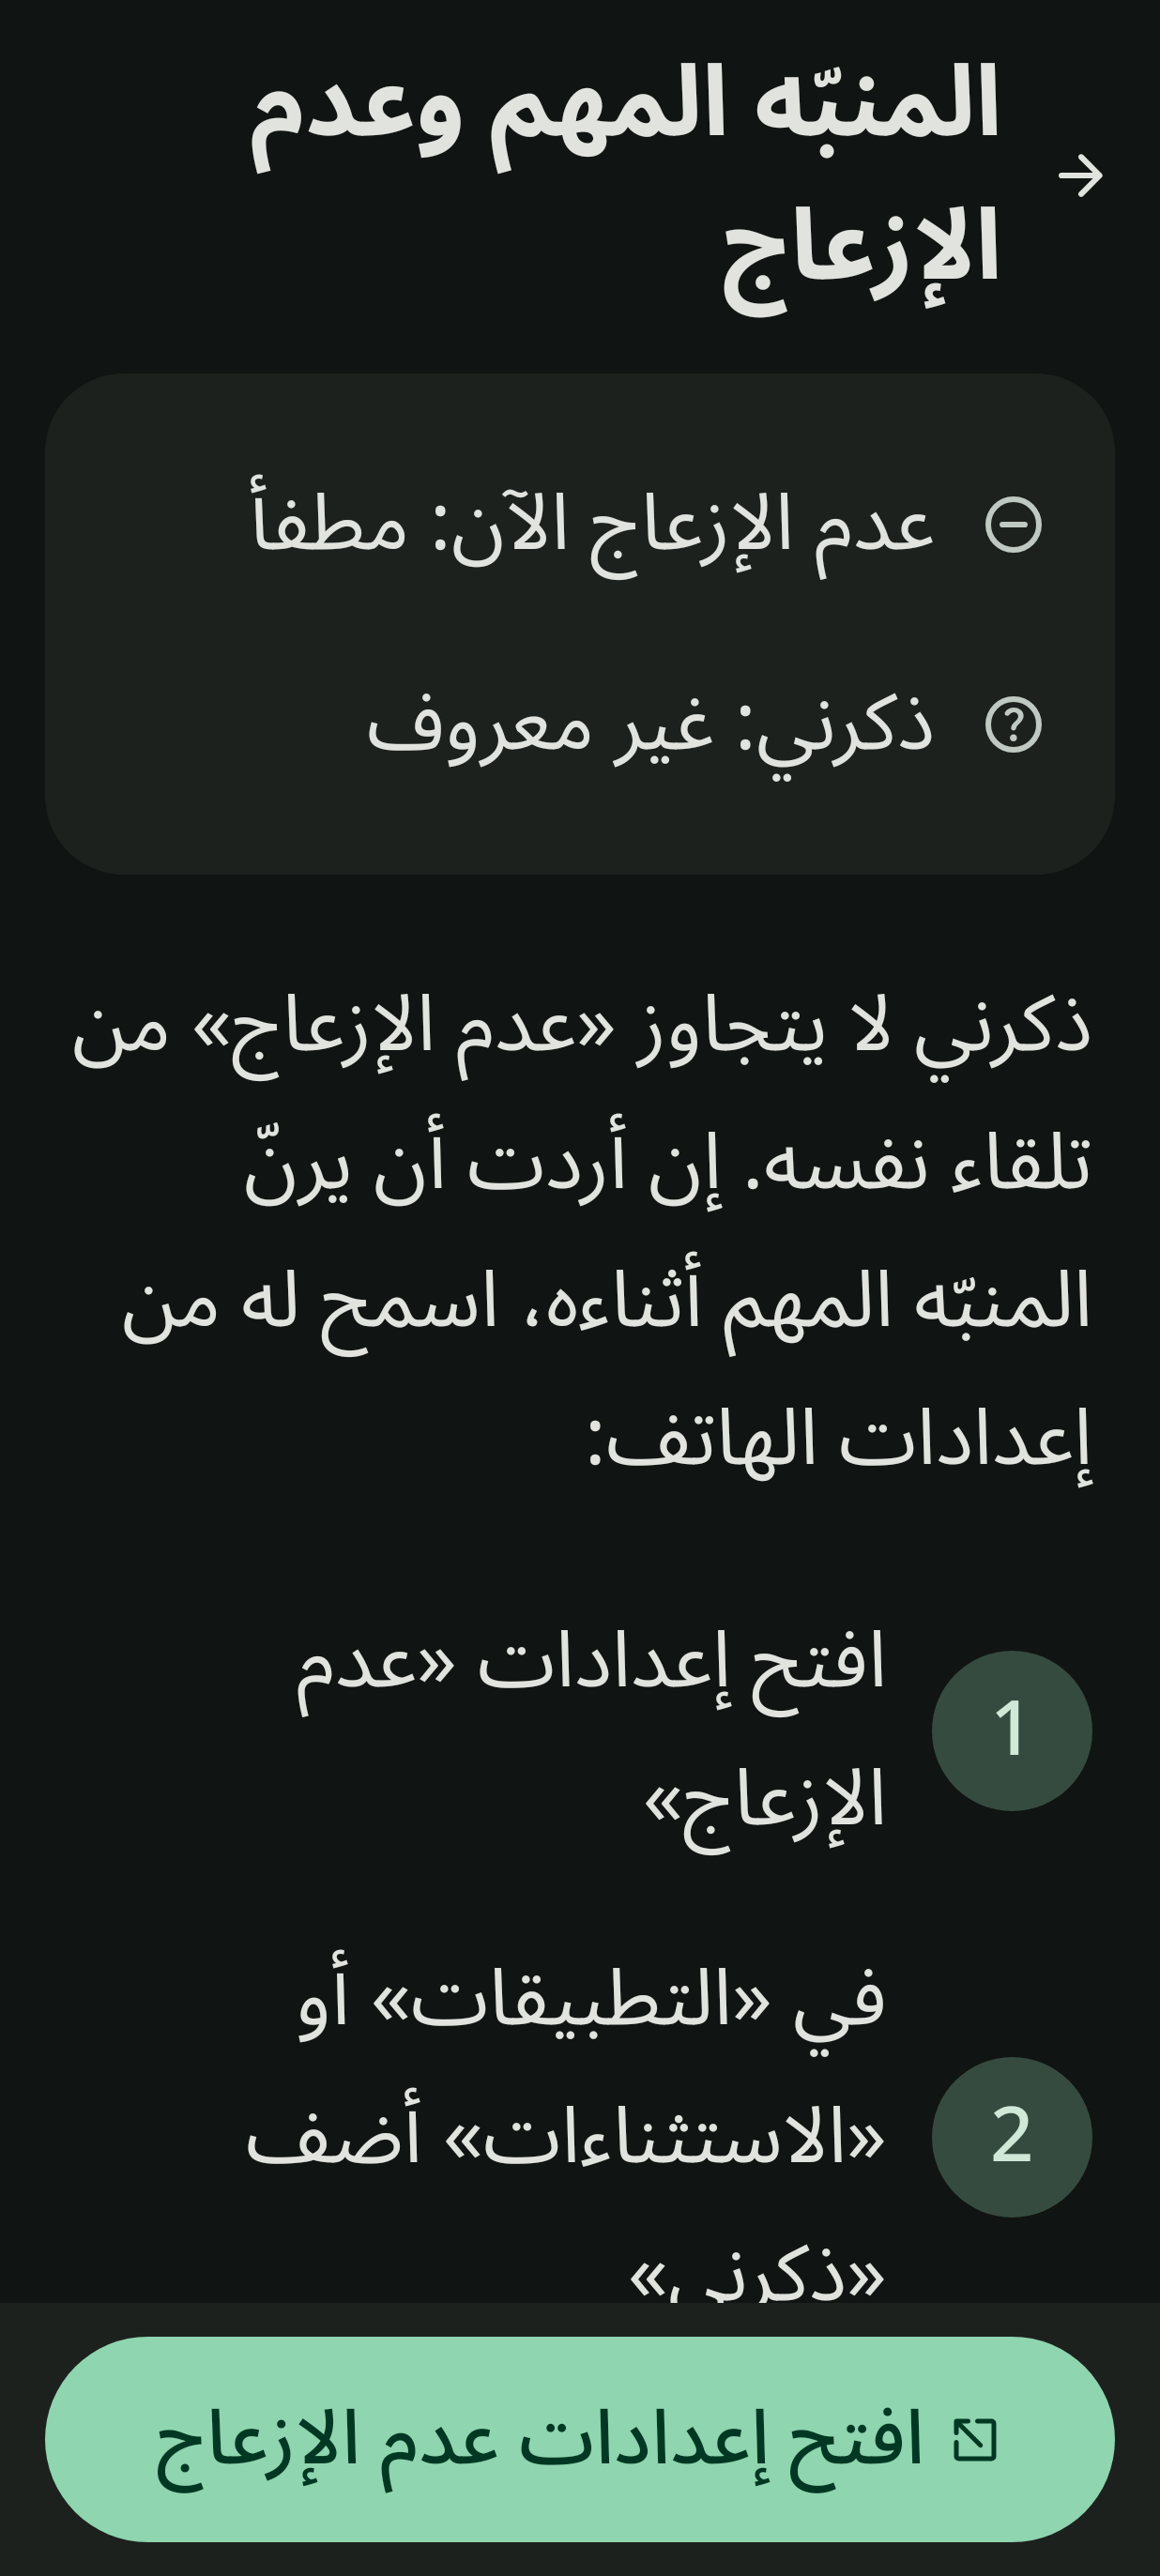 المنبّه المهم وعدم
الإزعاج
عدم الإزعاج الآن: مطفأ
ذكرني: غير معروف
ذكرني لا يتجاوز «عدم الإزعاج» من
تلقاء نفسه. إن أردت أن يرنّ
المنبّه المهم أثناءه، اسمح له من
إعدادات الهاتف:
1
افتح إعدادات «عدم
الإزعاج»
2
في «التطبيقات» أو
«الاستثناءات» أضف
«ذكرني»
افتح إعدادات عدم الإزعاج